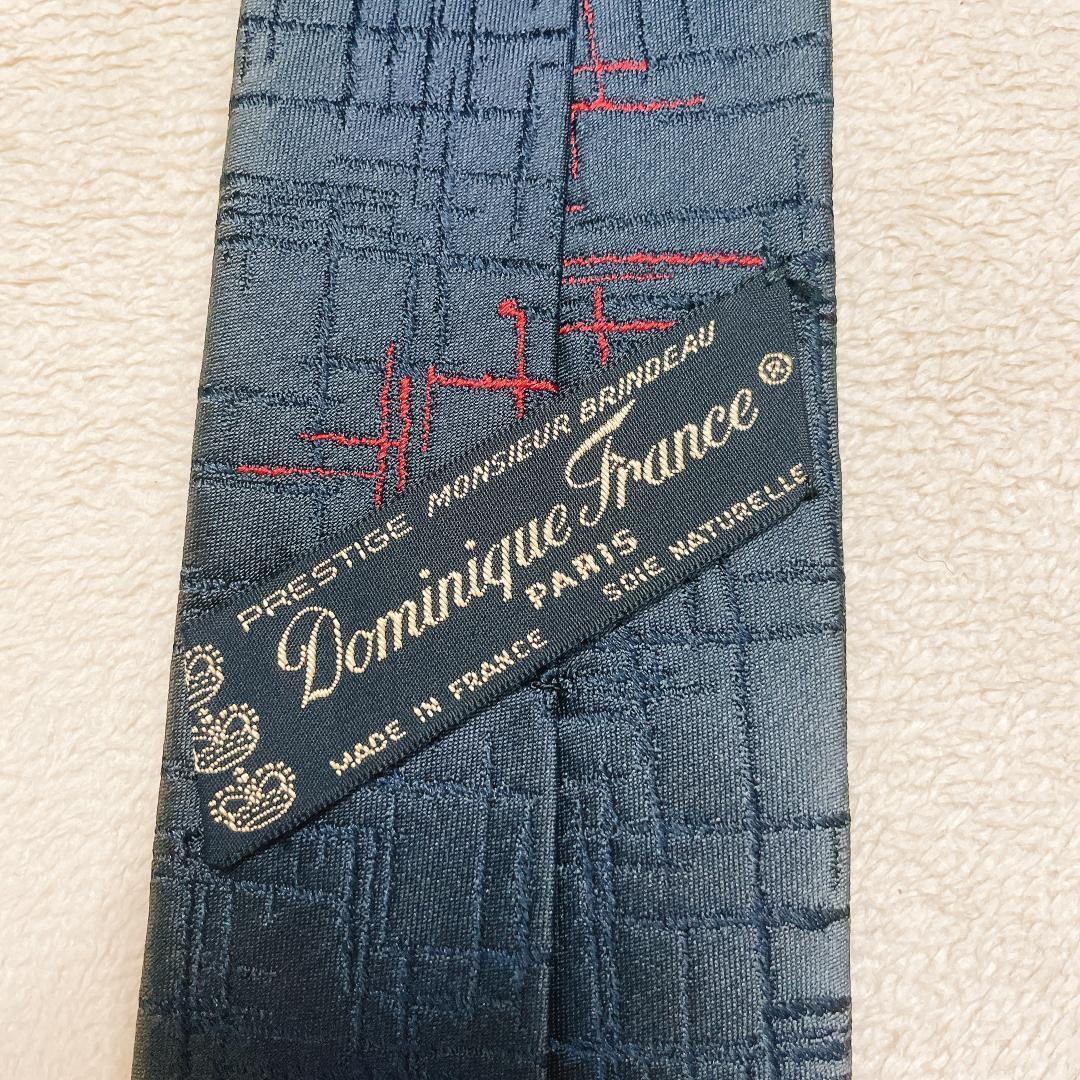 PRESTIGE MONSIEUR BRINDEAU
Dominique France ®
PARIS
MADE IN FRANCE SOIE NATURELLE